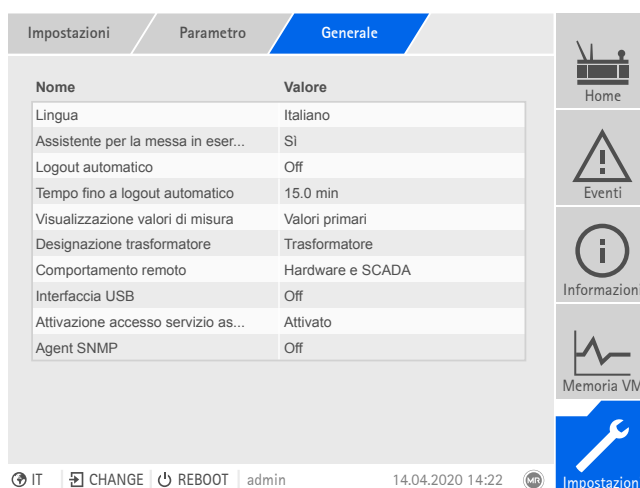 Impostazioni Parametro Generale
Nome Valore
Lingua Italiano
Assistente per la messa in eser... Sì
Logout automatico Off
Tempo fino a logout automatico 15.0 min
Visualizzazione valori di misura Valori primari
Designazione trasformatore Trasformatore
Comportamento remoto Hardware e SCADA
Interfaccia USB Off
Attivazione accesso servizio as... Attivato
Agent SNMP Off
Home
Eventi
Informazioni
Memoria VM
Impostazion
IT CHANGE REBOOT admin 14.04.2020 14:22 MR